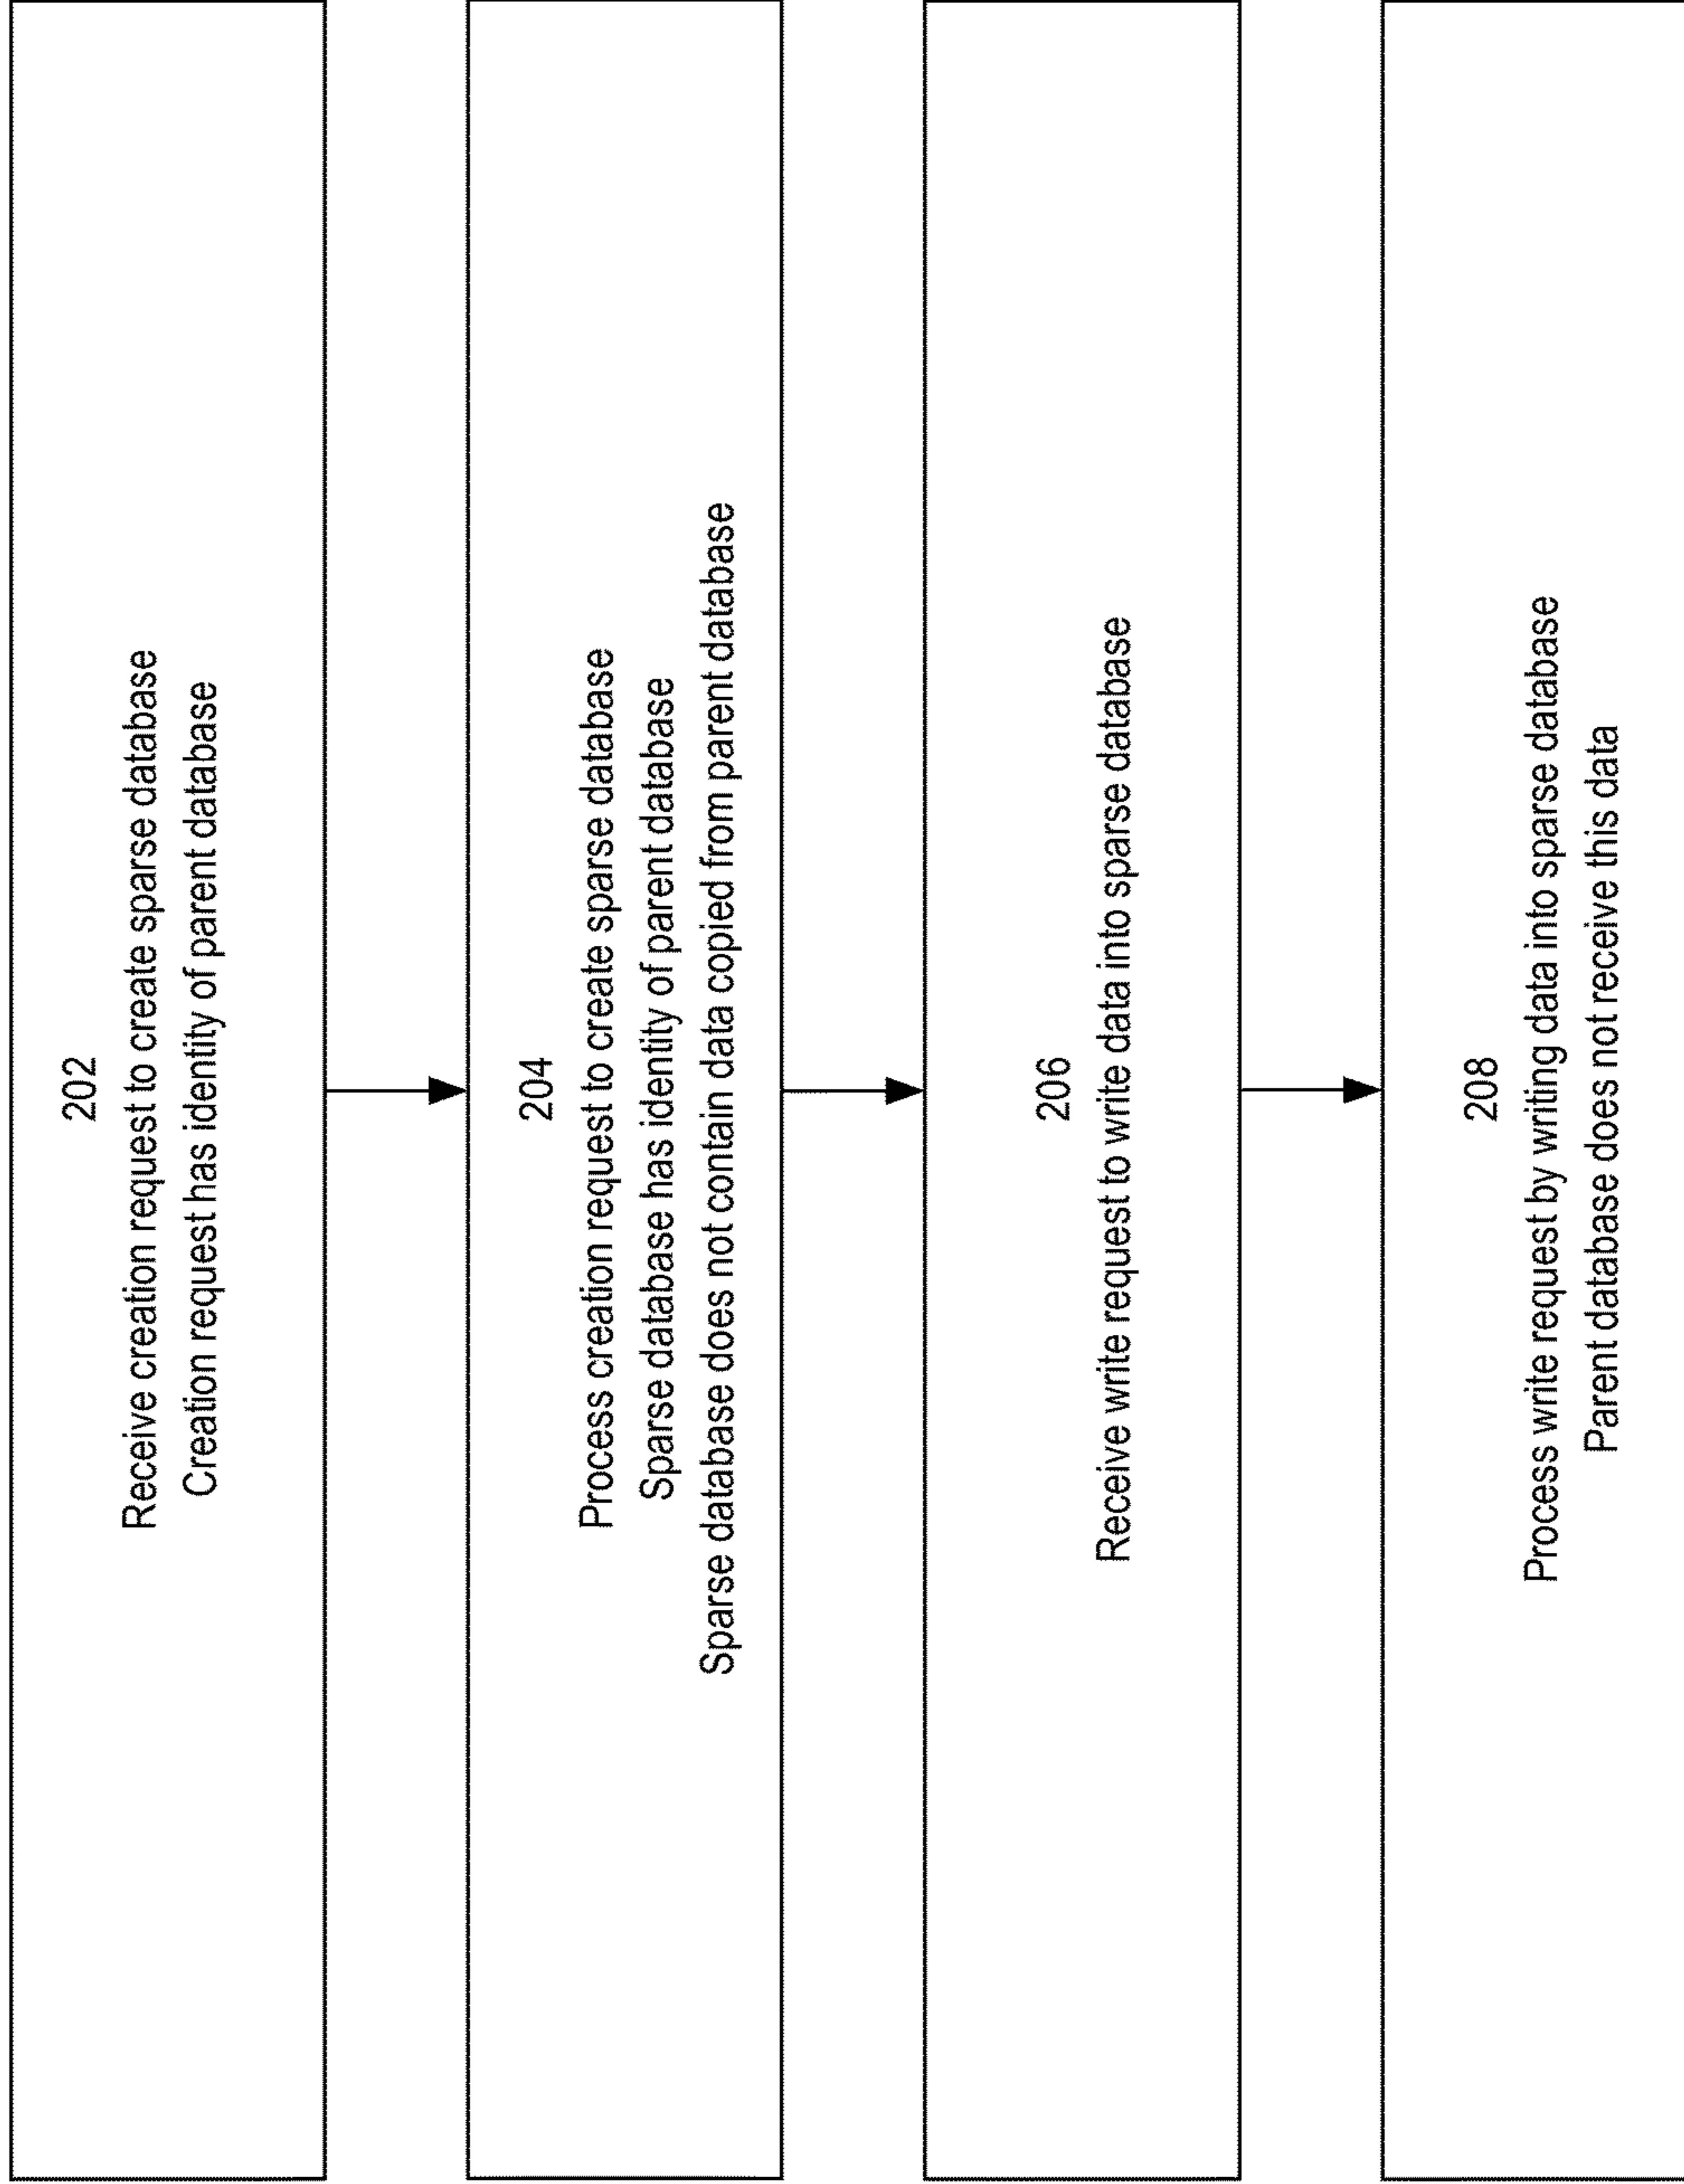 202
Receive creation request to create sparse database
Creation request has identity of parent database
204
Process creation request to create sparse database
Sparse database has identity of parent database
Sparse database does not contain data copied from parent database
206
Receive write request to write data into sparse database
208
Process write request by writing data into sparse database
Parent database does not receive this data